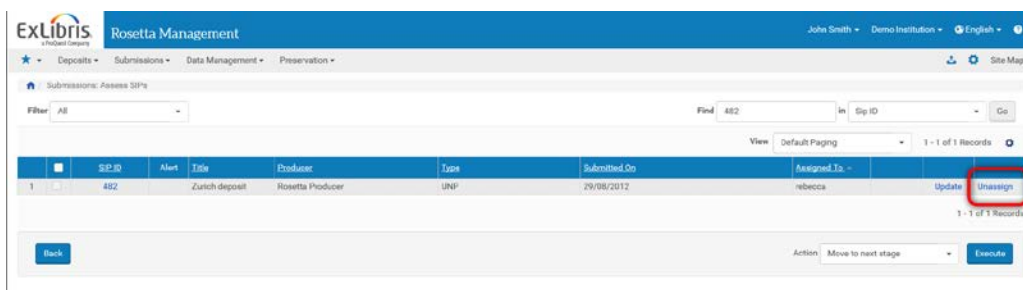 ExLibris Rosetta Management John Smith Demo Institution English
a ProQuest Company
Deposits Submissions Data Management Preservation Site Map
Submissions: Assess SIPs
Filter All Find 482 in Sip ID Go
View Default Paging 1 - 1 of 1 Records
SIP ID Alert Title Producer Type Submitted On Assigned To
1 482 Zurich deposit Rosetta Producer UNP 29/08/2012 rebecca Update Unassign
1 - 1 of 1 Records
Back Action Move to next stage Execute